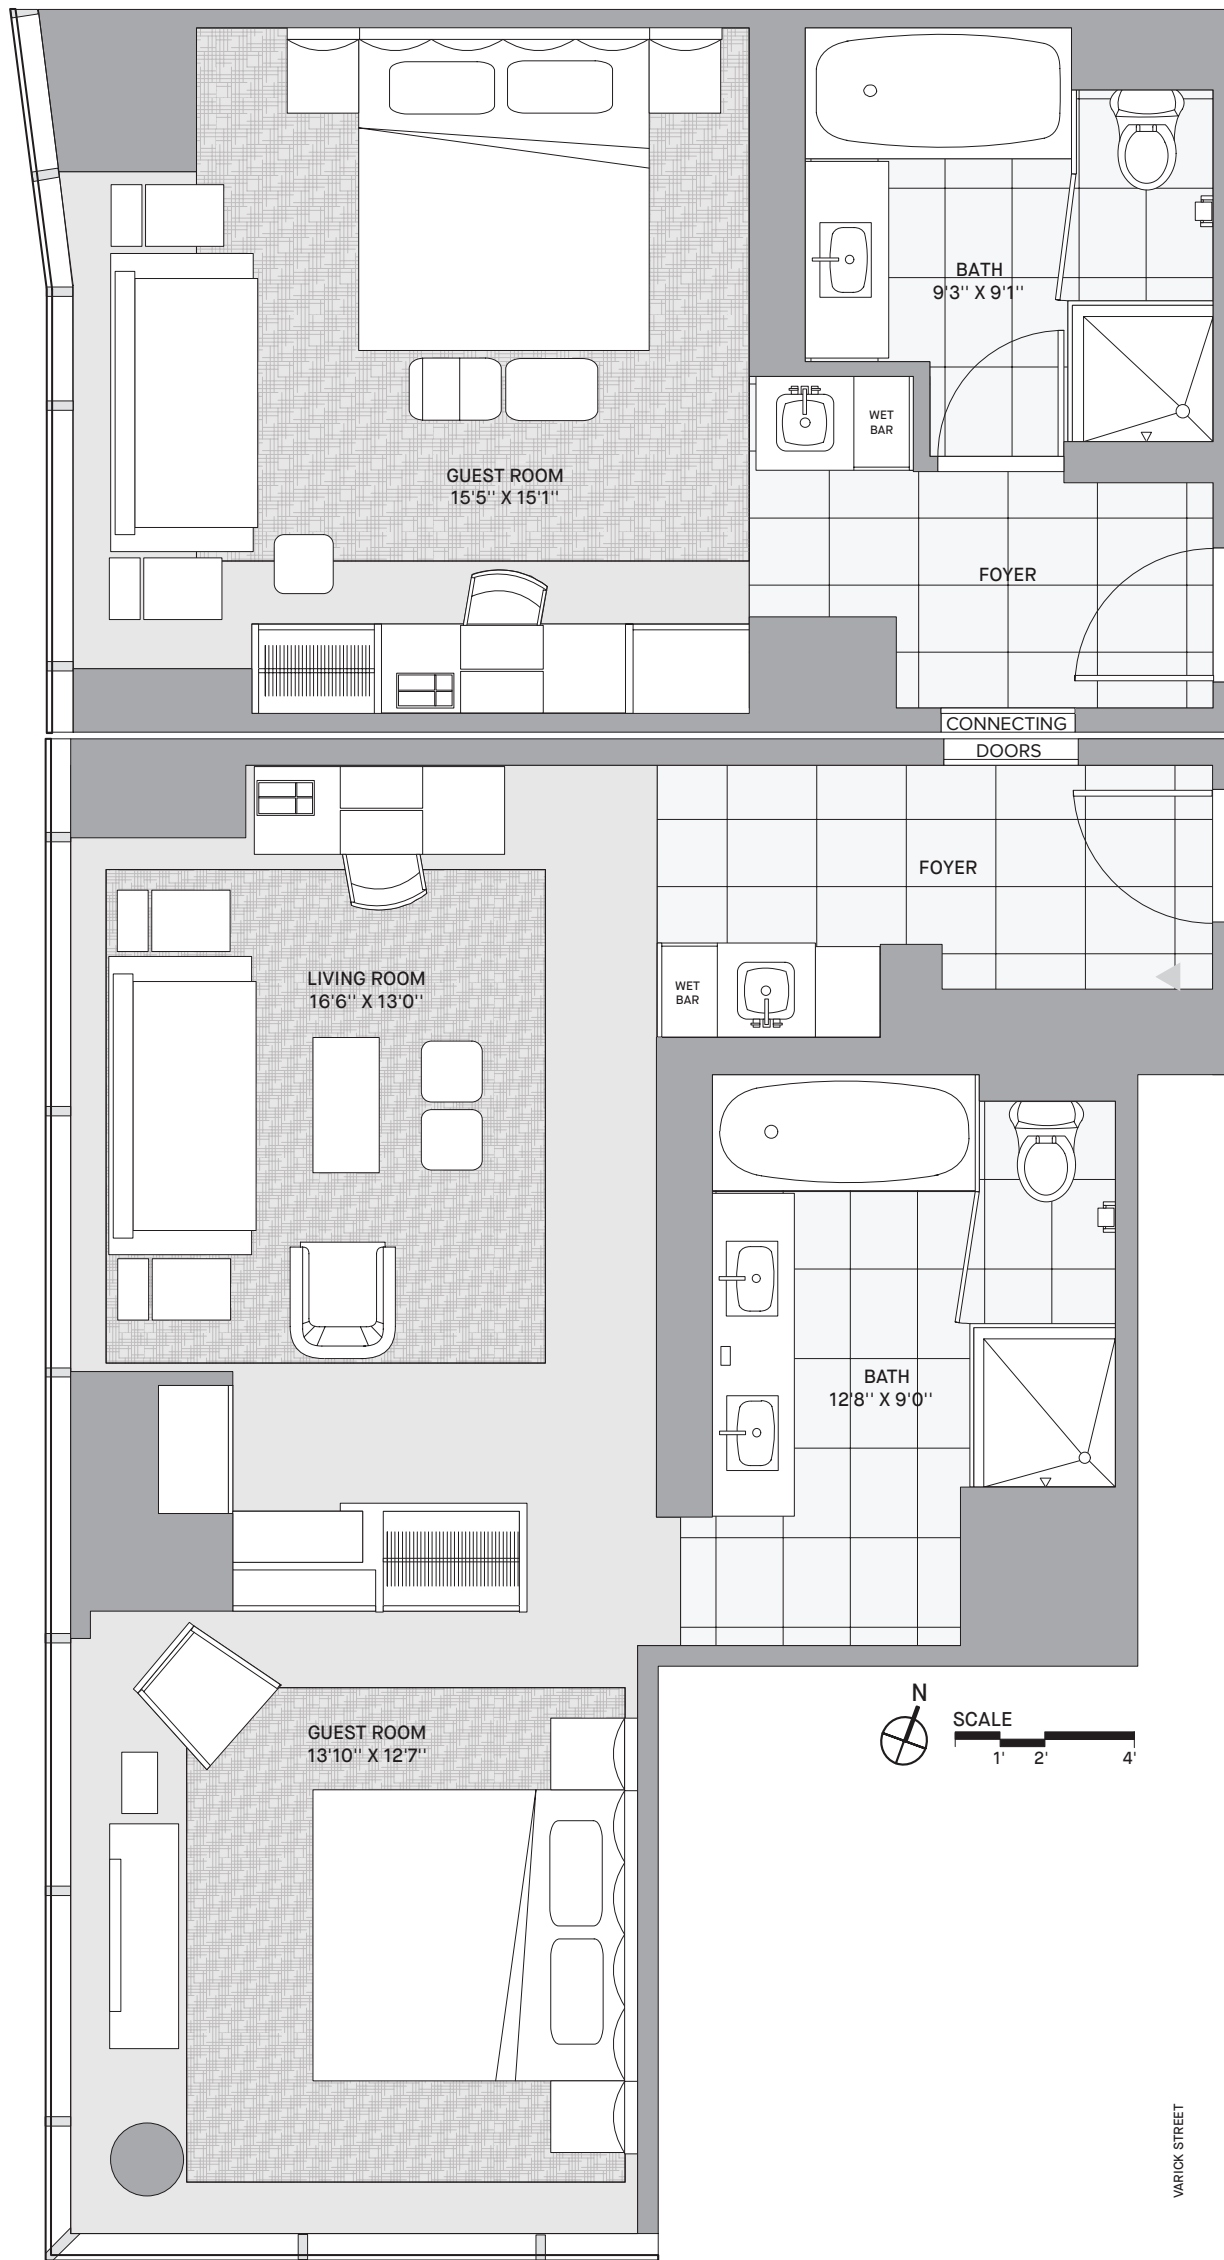 BATH
9'3'' X 9'1''
WET
BAR
GUEST ROOM
15'5'' X 15'1''
FOYER
CONNECTING
DOORS
FOYER
LIVING ROOM
16'6'' X 13'0''
WET
BAR
BATH
12'8'' X 9'0''
N
SCALE
1' 2' 4'
GUEST ROOM
13'10'' X 12'7''
VARICK STREET